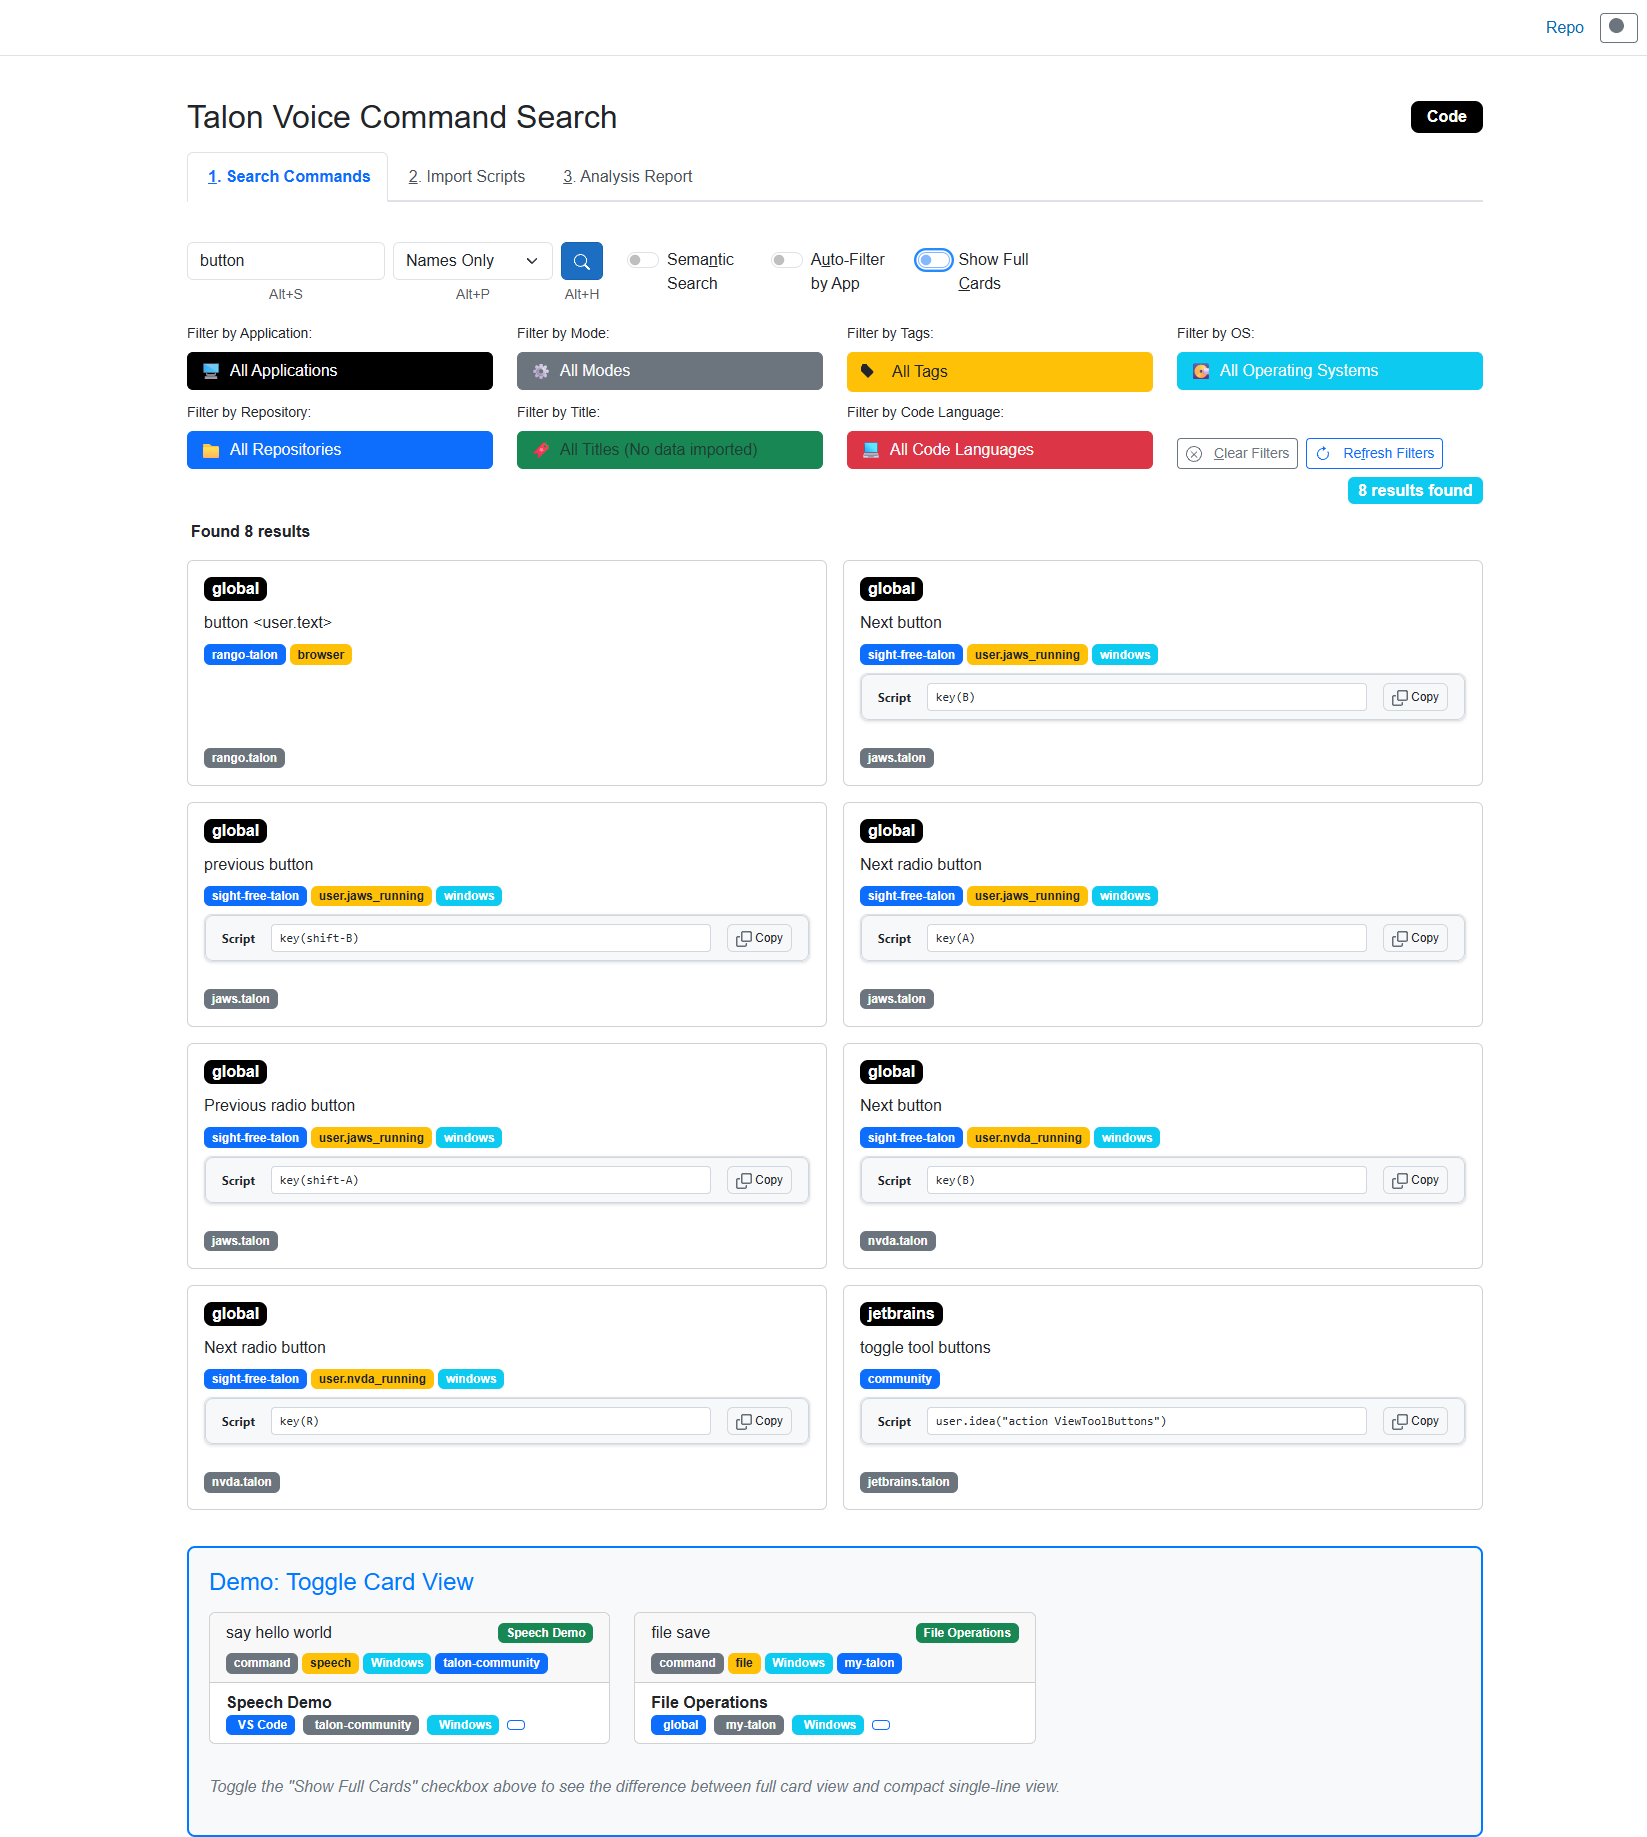 Repo
Talon Voice Command Search
Code
1. Search Commands
2. Import Scripts
3. Analysis Report
button
Names Only
Alt+S
Alt+P
Alt+H
Semantic
Search
Auto-Filter
by App
Show Full
Cards
Filter by Application:
Filter by Mode:
Filter by Tags:
Filter by OS:
All Applications
All Modes
All Tags
All Operating Systems
Filter by Repository:
Filter by Title:
Filter by Code Language:
All Repositories
All Titles (No data imported)
All Code Languages
Clear Filters
Refresh Filters
8 results found
Found 8 results
global
button <user.text>
rango-talon browser
rango.talon
global
Next button
sight-free-talon user.jaws_running windows
Script key(B) Copy
jaws.talon
global
previous button
sight-free-talon user.jaws_running windows
Script key(shift-B) Copy
jaws.talon
global
Next radio button
sight-free-talon user.jaws_running windows
Script key(A) Copy
jaws.talon
global
Previous radio button
sight-free-talon user.jaws_running windows
Script key(shift-A) Copy
jaws.talon
global
Next button
sight-free-talon user.nvda_running windows
Script key(B) Copy
nvda.talon
global
Next radio button
sight-free-talon user.nvda_running windows
Script key(R) Copy
nvda.talon
jetbrains
toggle tool buttons
community
Script user.idea("action ViewToolButtons") Copy
jetbrains.talon
Demo: Toggle Card View
say hello world Speech Demo
command speech Windows talon-community
Speech Demo
VS Code talon-community Windows
file save File Operations
command file Windows my-talon
File Operations
global my-talon Windows
Toggle the "Show Full Cards" checkbox above to see the difference between full card view and compact single-line view.